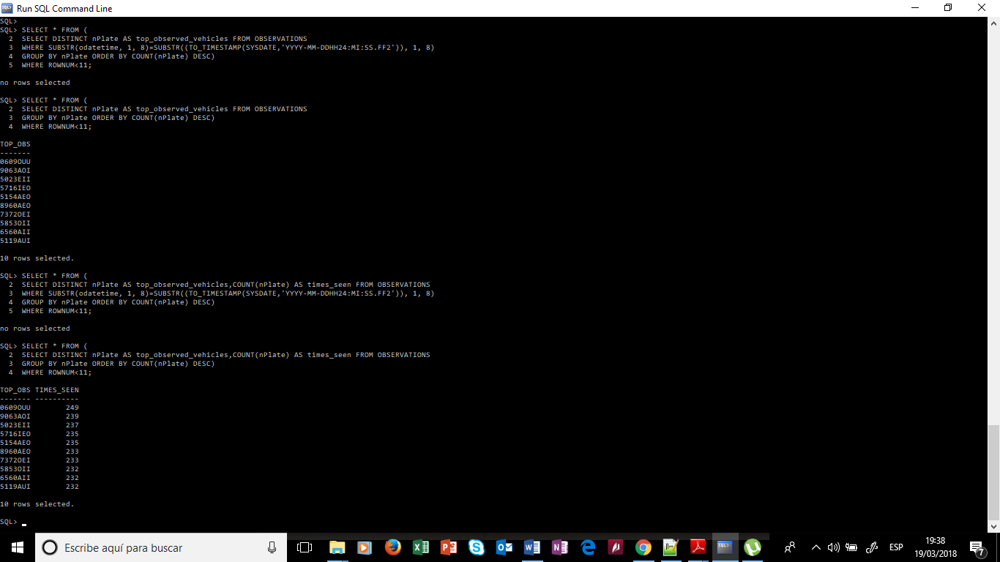 Run SQL Command Line
SQL>
SQL> SELECT * FROM (
  2  SELECT DISTINCT nPlate AS top_observed_vehicles FROM OBSERVATIONS
  3  WHERE SUBSTR(odatetime, 1, 8)=SUBSTR((TO_TIMESTAMP(SYSDATE,'YYYY-MM-DDHH24:MI:SS.FF2')), 1, 8)
  4  GROUP BY nPlate ORDER BY COUNT(nPlate) DESC)
  5  WHERE ROWNUM<11;
no rows selected
SQL> SELECT * FROM (
  2  SELECT DISTINCT nPlate AS top_observed_vehicles FROM OBSERVATIONS
  3  GROUP BY nPlate ORDER BY COUNT(nPlate) DESC)
  4  WHERE ROWNUM<11;
TOP_OBS
-------
0609OUU
9063AOI
5023EII
5716IEO
5154AEO
8960AEO
7372OEI
5853OII
6560AII
5119AUI
10 rows selected.
SQL> SELECT * FROM (
  2  SELECT DISTINCT nPlate AS top_observed_vehicles,COUNT(nPlate) AS times_seen FROM OBSERVATIONS
  3  WHERE SUBSTR(odatetime, 1, 8)=SUBSTR((TO_TIMESTAMP(SYSDATE,'YYYY-MM-DDHH24:MI:SS.FF2')), 1, 8)
  4  GROUP BY nPlate ORDER BY COUNT(nPlate) DESC)
  5  WHERE ROWNUM<11;
no rows selected
SQL> SELECT * FROM (
  2  SELECT DISTINCT nPlate AS top_observed_vehicles,COUNT(nPlate) AS times_seen FROM OBSERVATIONS
  3  GROUP BY nPlate ORDER BY COUNT(nPlate) DESC)
  4  WHERE ROWNUM<11;
TOP_OBS TIMES_SEEN
------- ----------
0609OUU        249
9063AOI        239
5023EII        237
5716IEO        235
5154AEO        235
8960AEO        233
7372OEI        233
5853OII        232
6560AII        232
5119AUI        232
10 rows selected.
SQL> _
Escribe aquí para buscar
ESP
19:38
19/03/2018
7